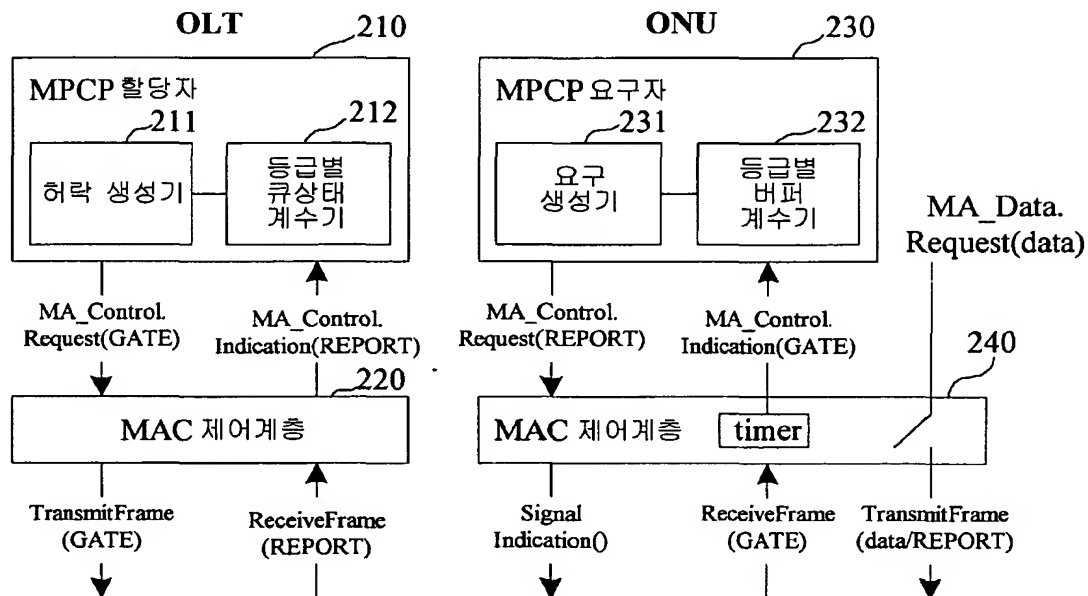 OLT
210
MPCP 할당자
211
212
허락 생성기
등급별
큐상태
계수기
MA_Control.
Request(GATE)
MA_Control.
Indication(REPORT)
220
MAC 제어계층
TransmitFrame
(GATE)
ReceiveFrame
(REPORT)
ONU
230
MPCP 요구자
231
232
요구
생성기
등급별
버퍼
계수기
MA_Data.
Request(data)
MA_Control.
Request(REPORT)
MA_Control.
Indication(GATE)
240
MAC 제어계층
timer
Signal
Indication()
ReceiveFrame
(GATE)
TransmitFrame
(data/REPORT)